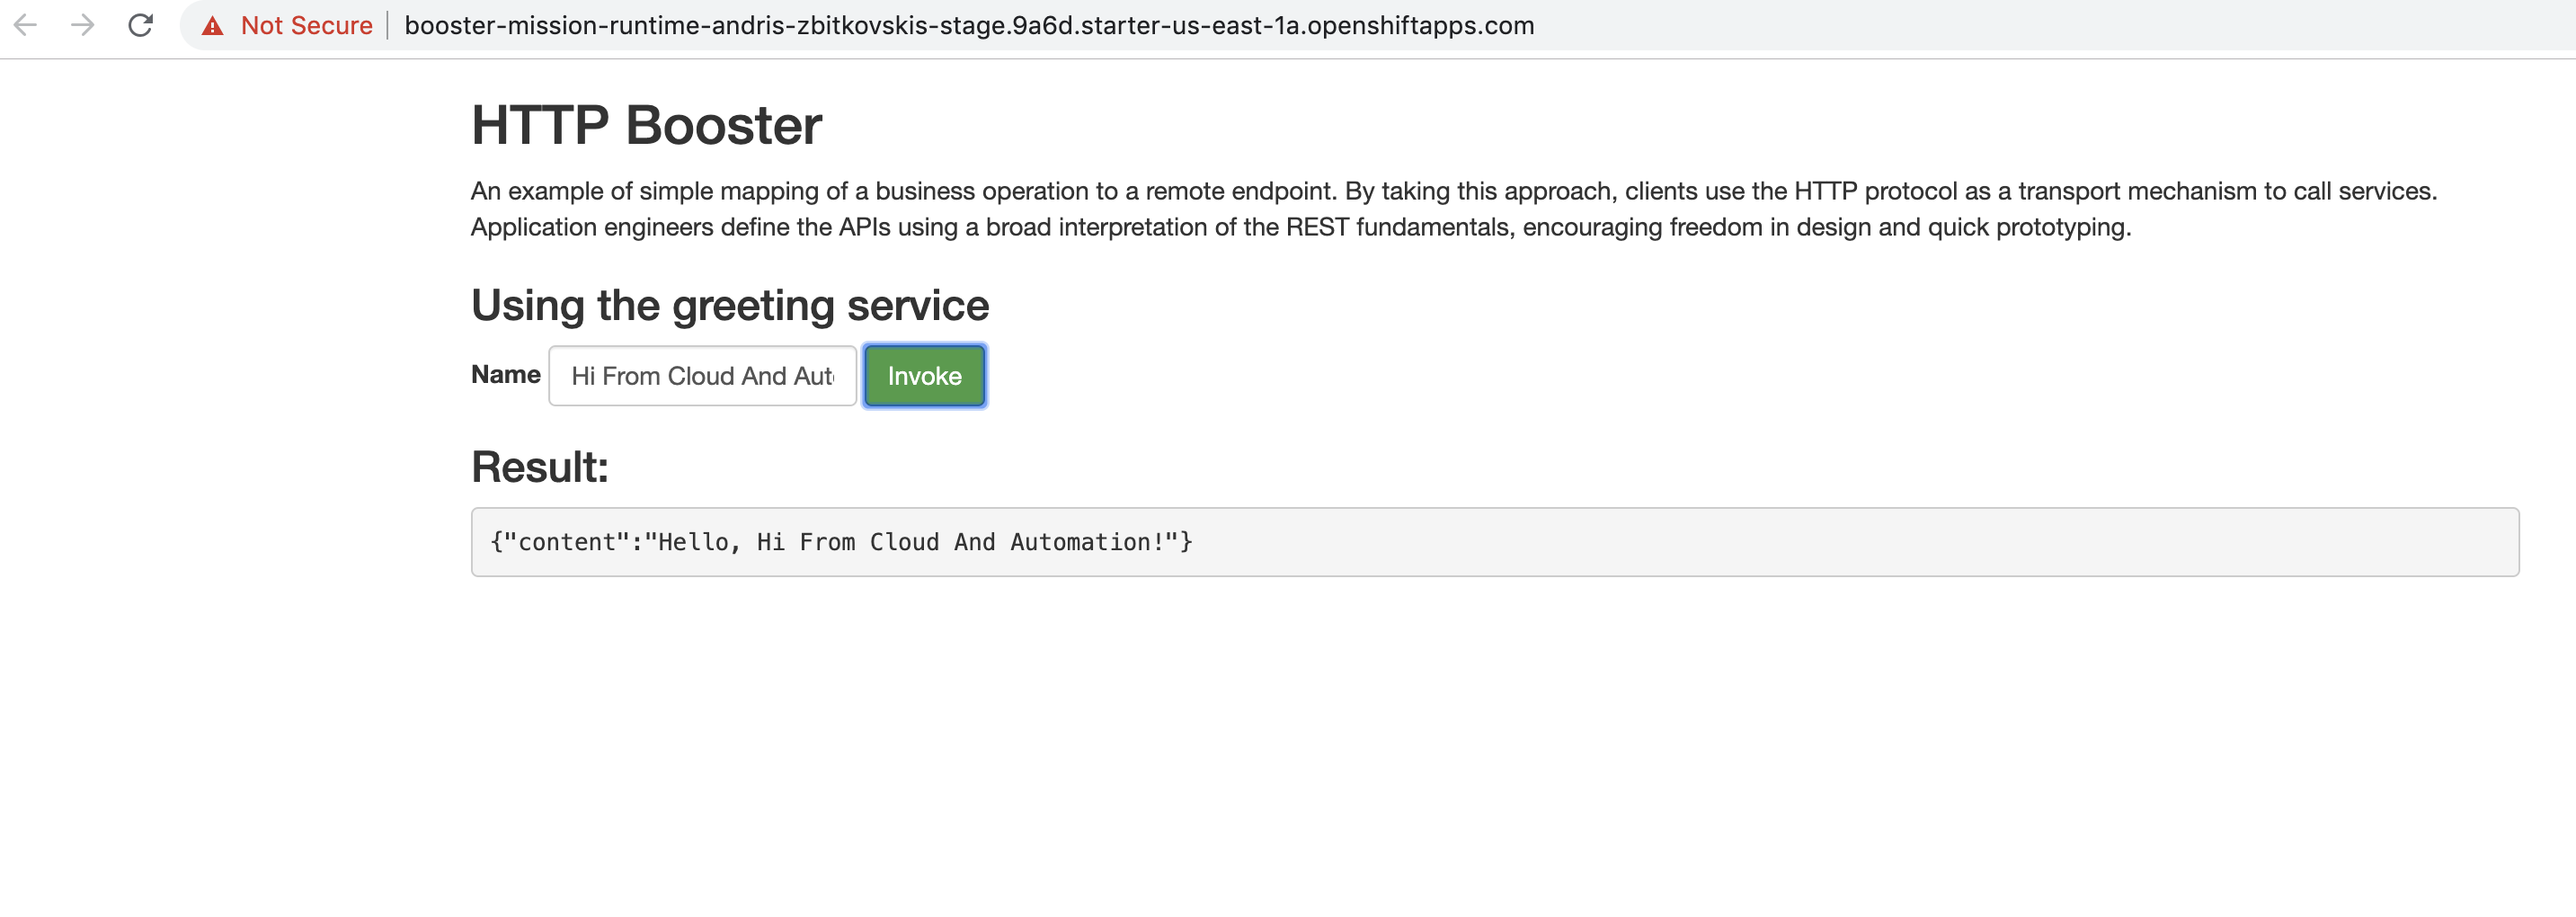 Not Secure booster-mission-runtime-andris-zbitkovskis-stage.9a6d.starter-us-east-1a.openshiftapps.com
HTTP Booster
An example of simple mapping of a business operation to a remote endpoint. By taking this approach, clients use the HTTP protocol as a transport mechanism to call services.
Application engineers define the APIs using a broad interpretation of the REST fundamentals, encouraging freedom in design and quick prototyping.
Using the greeting service
Name Hi From Cloud And Aut Invoke
Result:
{"content":"Hello, Hi From Cloud And Automation!"}